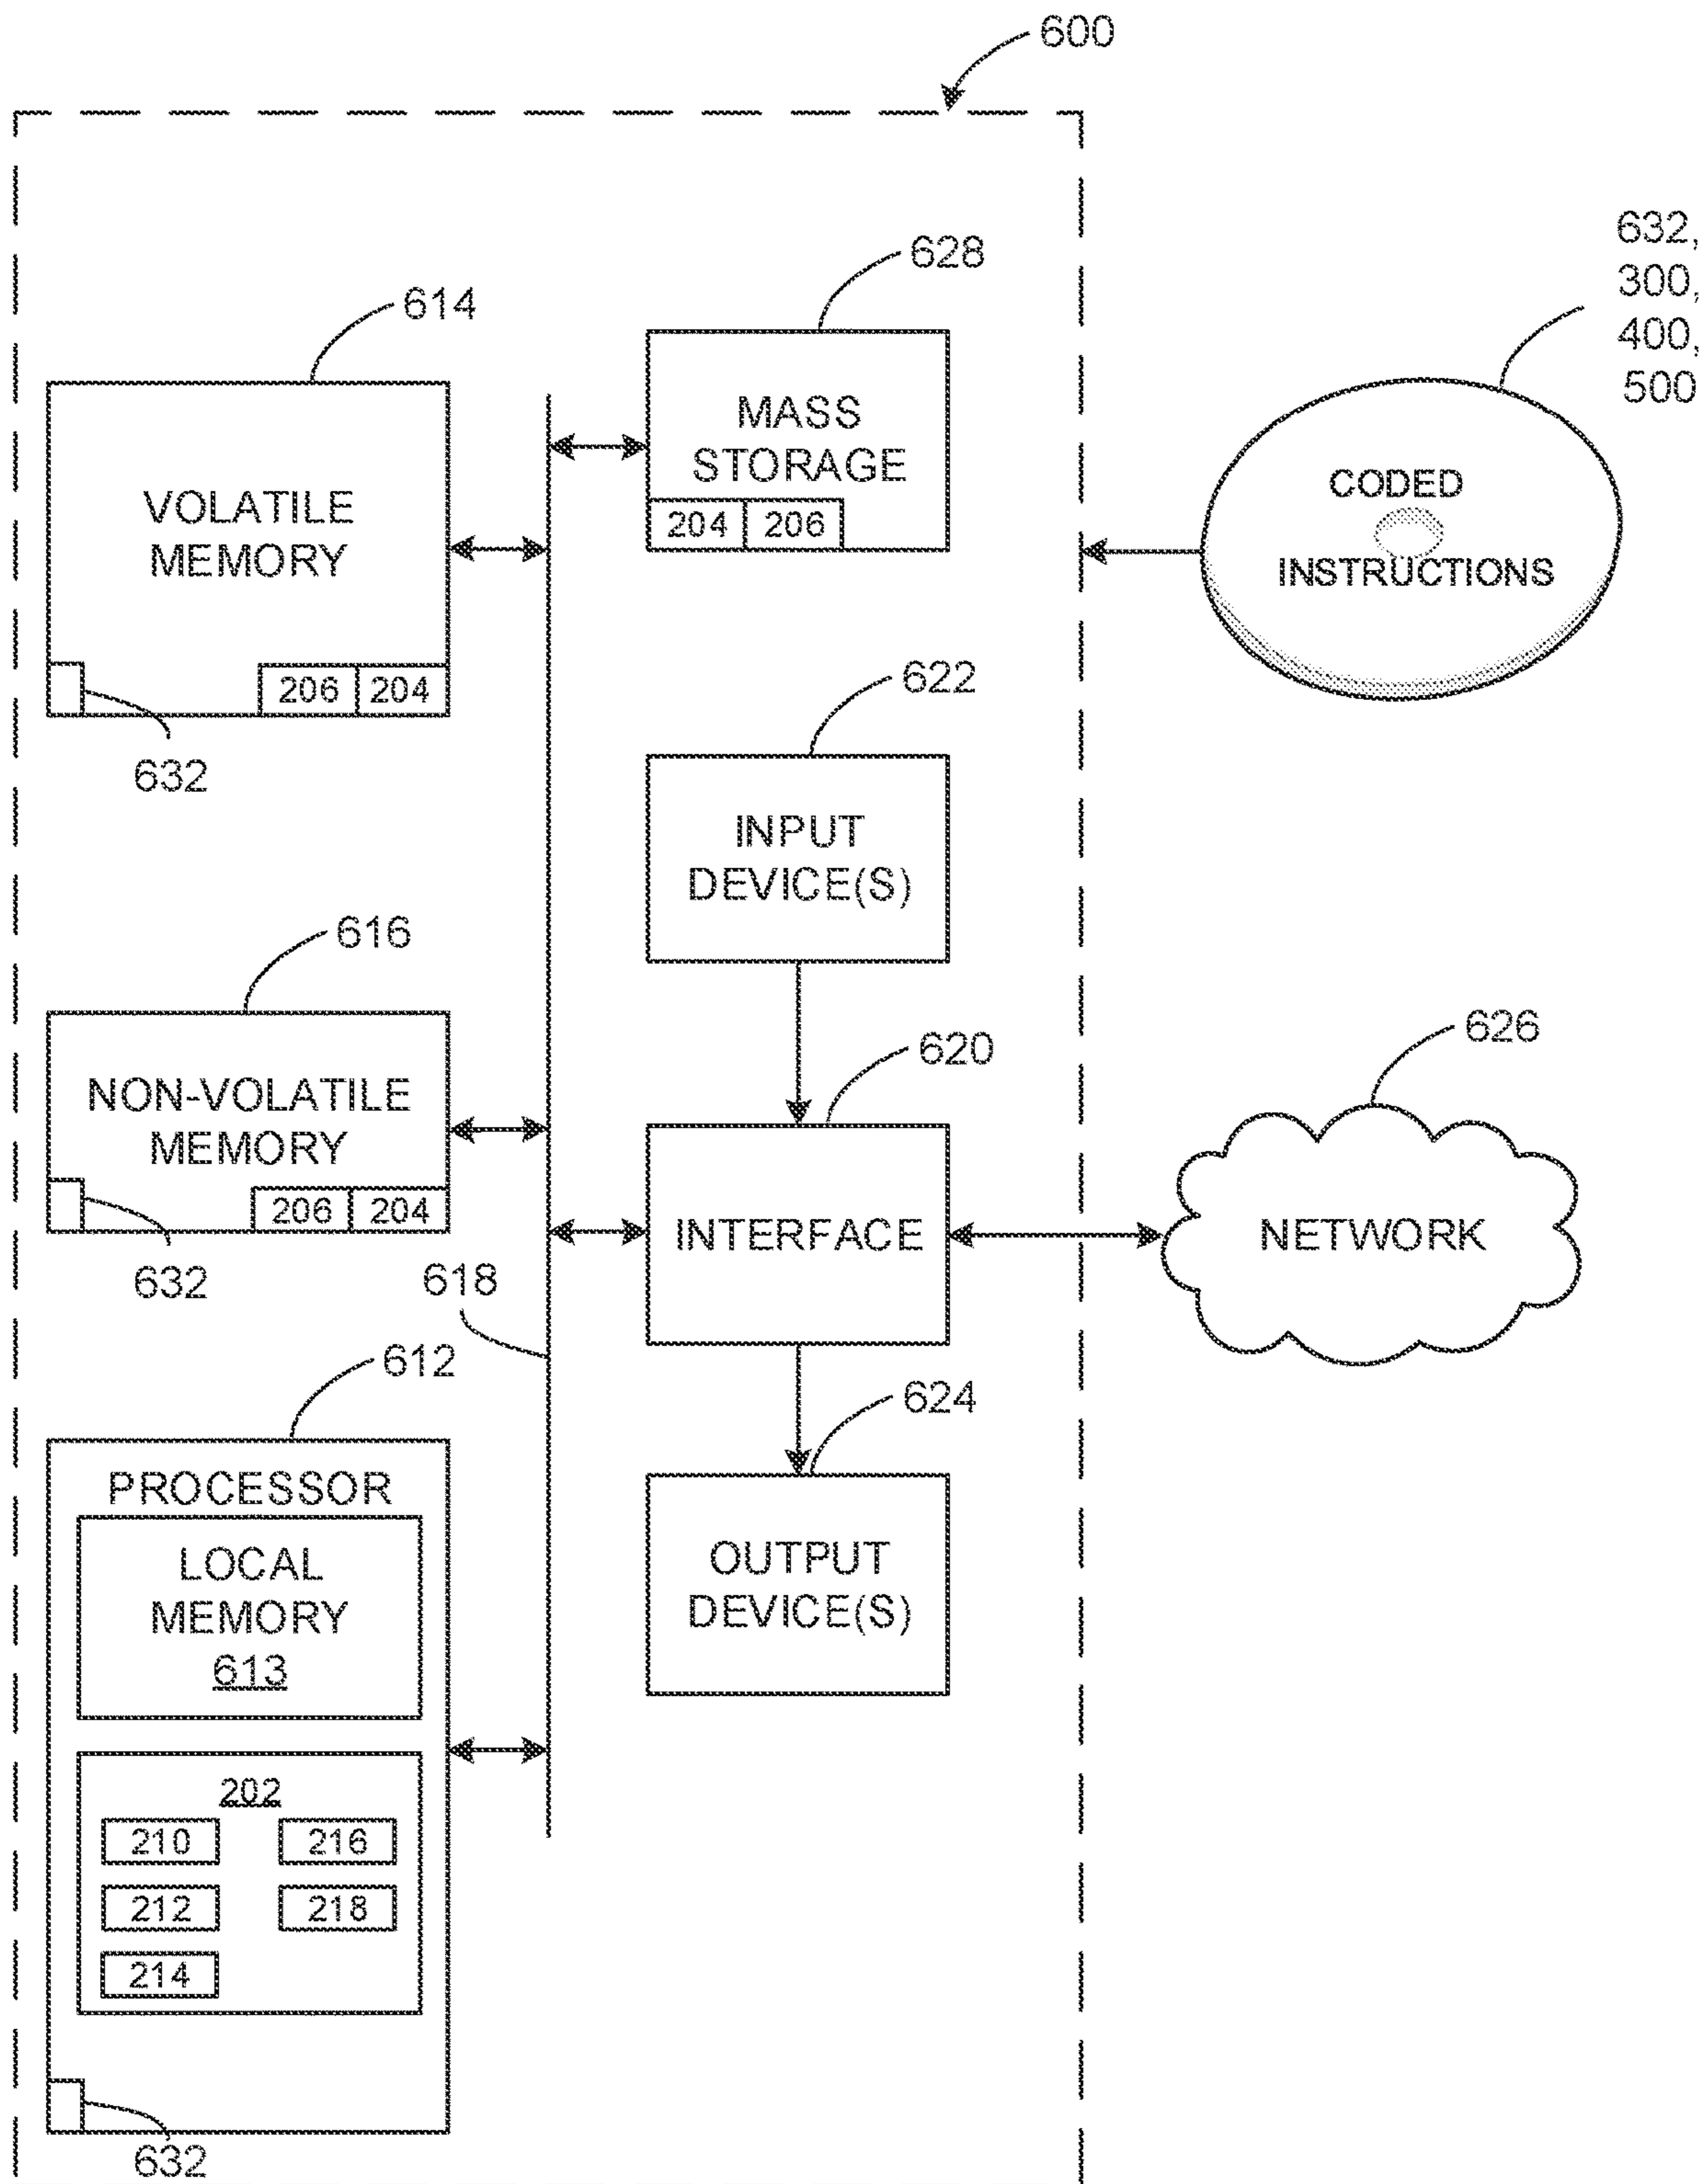 600
632,
300,
400,
500
628
614
MASS
STORAGE
204 206
VOLATILE
MEMORY
206 204
632
CODED
INSTRUCTIONS
622
INPUT
DEVICE(S)
616
NON-VOLATILE
MEMORY
206 204
632
620
INTERFACE
626
NETWORK
618
612
PROCESSOR
LOCAL
MEMORY
613
202
210 216
212 218
214
632
624
OUTPUT
DEVICE(S)